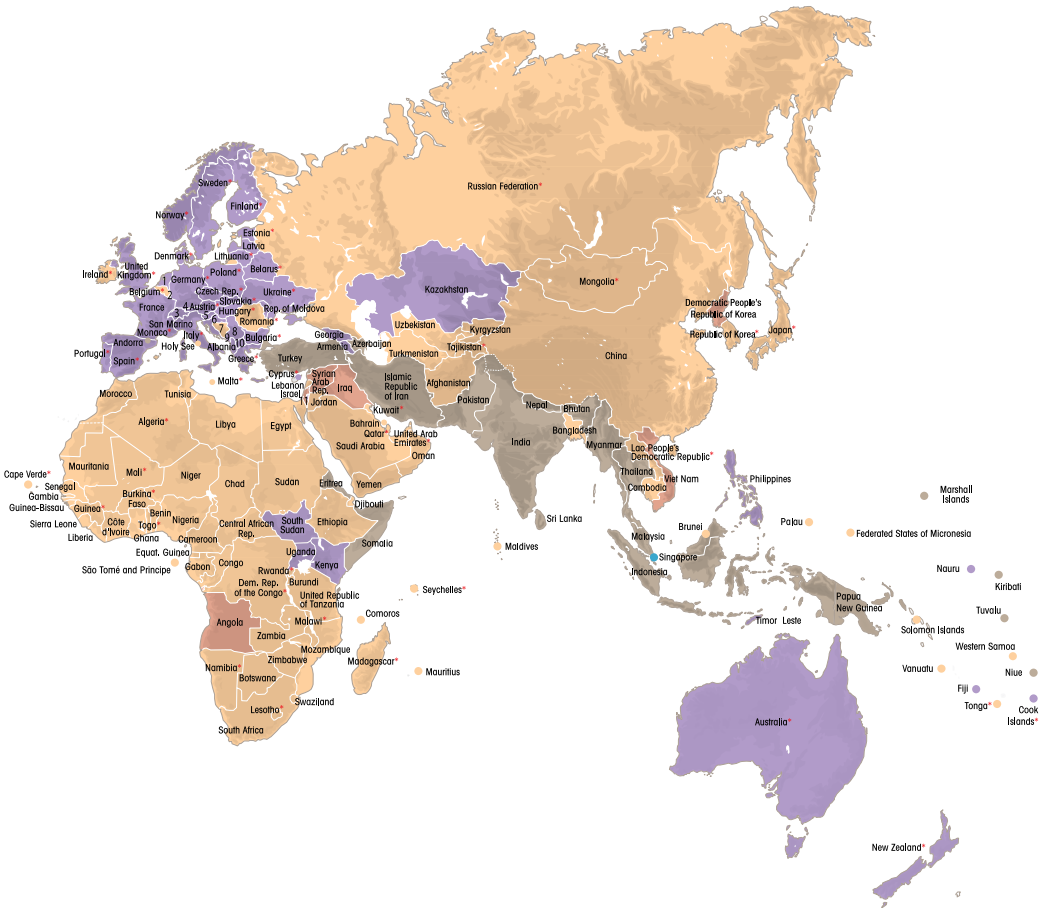 Russian Federation*
Sweden*
Finland*
Norway*
Estonia*
Latvia
Denmark*
Lithuania*
Ireland*
United
Kingdom*
1
Germany*
Poland*
Belarus*
Belgium*
2
Czech Rep.*
Ukraine*
Slovakia*
France
4
Austria*
Hungary*
Rep. of Moldova
3
5
6
San Marino
Romania*
Monaco*
7
8
Andorra
Italy*
9
10
Bulgaria*
Holy See
Albania*
Portugal*
Spain*
Greece*
Georgia
Armenia
Azerbaijan
Kazakhstan
Mongolia*
Uzbekistan
Kyrgyzstan
Turkmenistan
Tajikistan*
China
Democratic People's
Republic of Korea
Republic of Korea*
Japan*
Turkey
Malta*
Cyprus*
Lebanon
Israel
11
Syrian
Arab
Rep.
Jordan
Iraq
Islamic
Republic
of Iran
Afghanistan
Pakistan
Kuwait*
Bahrain
Qatar*
United Arab
Emirates*
Saudi Arabia
Oman
Yemen
Nepal
Bhutan
India
Bangladesh
Myanmar
Lao People's
Democratic Republic*
Thailand
Viet Nam
Cambodia
Philippines
Sri Lanka
Maldives
Malaysia
Brunei
Singapore
Indonesia
Timor Leste
Papua
New Guinea
Palau
Federated States of Micronesia
Marshall
Islands
Nauru
Kiribati
Tuvalu
Solomon Islands
Western Samoa
Vanuatu
Niue
Fiji
Tonga*
Cook
Islands*
Australia*
New Zealand*
Morocco
Tunisia
Algeria*
Libya
Egypt
Mauritania
Mali*
Niger
Chad
Sudan
Eritrea
Djibouti
Cape Verde*
Senegal
Gambia
Guinea-Bissau
Guinea*
Burkina*
Faso
Sierra Leone
Liberia
Côte
d'Ivoire
Ghana
Togo*
Benin
Nigeria
Cameroon
Central African
Rep.
South
Sudan
Ethiopia
Somalia
Equat. Guinea
São Tomé and Principe
Gabon
Congo
Uganda
Kenya
Rwanda*
Burundi
Dem. Rep.
of the Congo*
United Republic
of Tanzania
Seychelles*
Comoros
Angola
Zambia
Malawi*
Mozambique
Zimbabwe
Madagascar*
Mauritius
Namibia*
Botswana
Swaziland
Lesotho*
South Africa